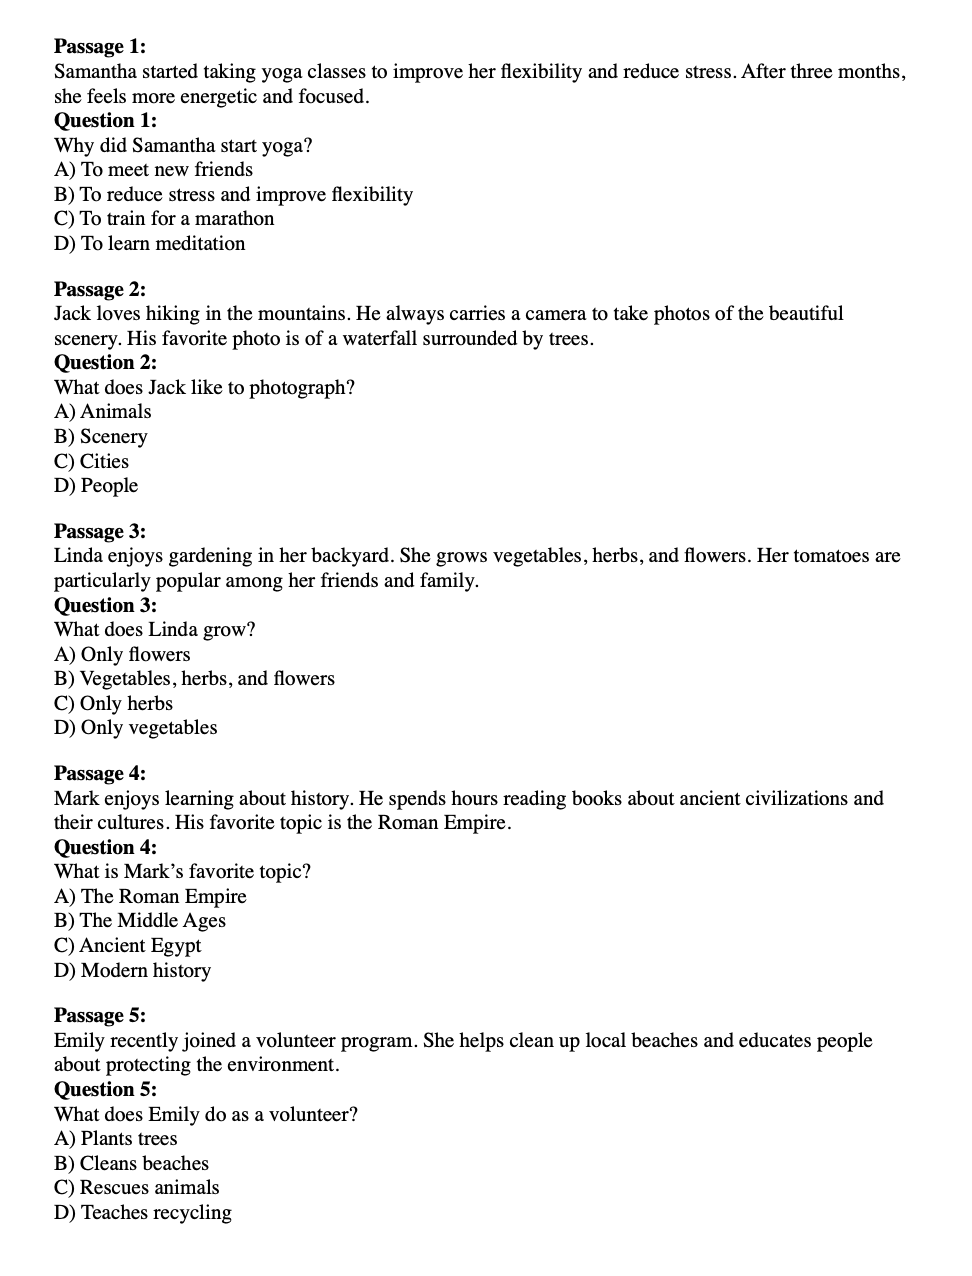 Passage 1:
Samantha started taking yoga classes to improve her flexibility and reduce stress. After three months,
she feels more energetic and focused.
Question 1:
Why did Samantha start yoga?
A) To meet new friends
B) To reduce stress and improve flexibility
C) To train for a marathon
D) To learn meditation
Passage 2:
Jack loves hiking in the mountains. He always carries a camera to take photos of the beautiful
scenery. His favorite photo is of a waterfall surrounded by trees.
Question 2:
What does Jack like to photograph?
A) Animals
B) Scenery
C) Cities
D) People
Passage 3:
Linda enjoys gardening in her backyard. She grows vegetables, herbs, and flowers. Her tomatoes are
particularly popular among her friends and family.
Question 3:
What does Linda grow?
A) Only flowers
B) Vegetables, herbs, and flowers
C) Only herbs
D) Only vegetables
Passage 4:
Mark enjoys learning about history. He spends hours reading books about ancient civilizations and
their cultures. His favorite topic is the Roman Empire.
Question 4:
What is Mark’s favorite topic?
A) The Roman Empire
B) The Middle Ages
C) Ancient Egypt
D) Modern history
Passage 5:
Emily recently joined a volunteer program. She helps clean up local beaches and educates people
about protecting the environment.
Question 5:
What does Emily do as a volunteer?
A) Plants trees
B) Cleans beaches
C) Rescues animals
D) Teaches recycling